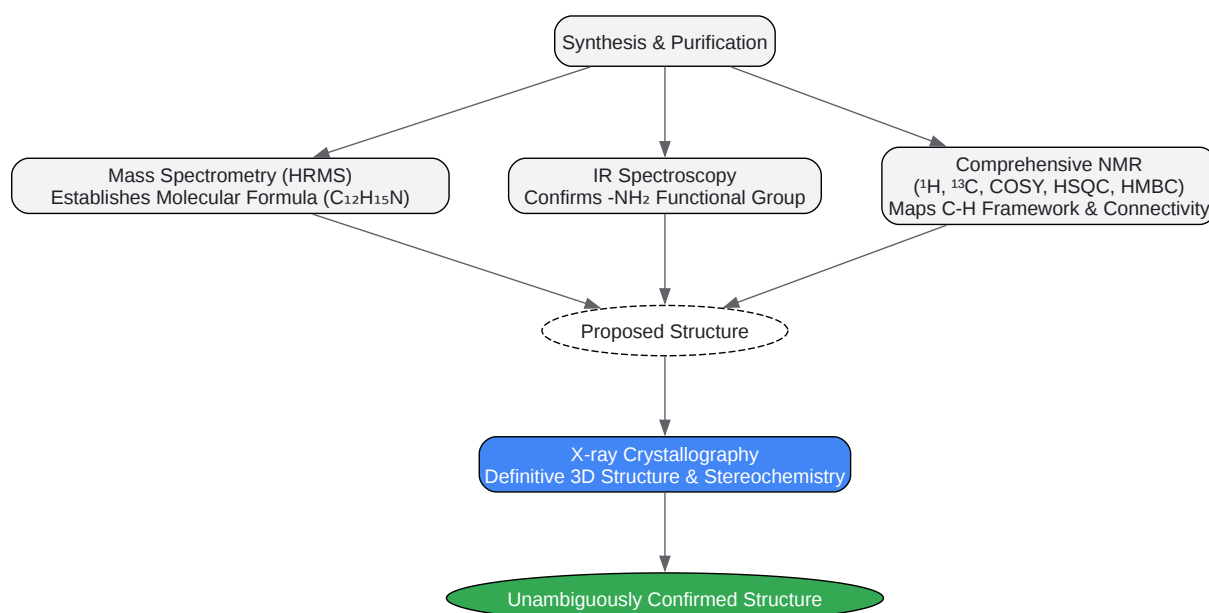 Synthesis & Purification
Mass Spectrometry (HRMS)
Establishes Molecular Formula (C₁₂H₁₅N)
IR Spectroscopy
Confirms -NH₂ Functional Group
Comprehensive NMR
(¹H, ¹³C, COSY, HSQC, HMBC)
Maps C-H Framework & Connectivity
Proposed Structure
X-ray Crystallography
Definitive 3D Structure & Stereochemistry
Unambiguously Confirmed Structure